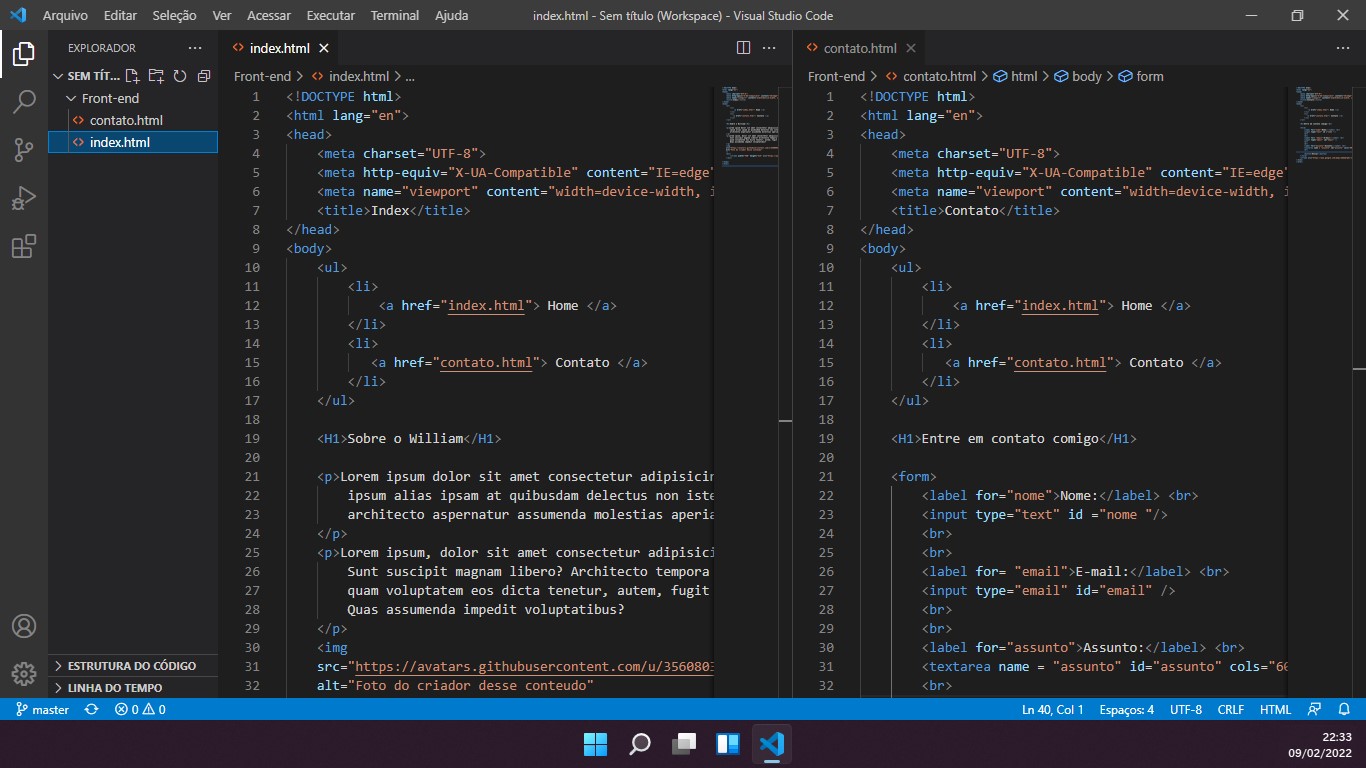 Arquivo Editar Seleção Ver Acessar Executar Terminal Ajuda
index.html - Sem título (Workspace) - Visual Studio Code
EXPLORADOR
SEM TÍT...
Front-end
contato.html
index.html
ESTRUTURA DO CÓDIGO
LINHA DO TEMPO
index.html
Front-end > index.html > ...
1 <!DOCTYPE html>
2 <html lang="en">
3 <head>
4 <meta charset="UTF-8">
5 <meta http-equiv="X-UA-Compatible" content="IE=edge"
6 <meta name="viewport" content="width=device-width,
7 <title>Index</title>
8 </head>
9 <body>
10 <ul>
11 <li>
12 <a href="index.html"> Home </a>
13 </li>
14 <li>
15 <a href="contato.html"> Contato </a>
16 </li>
17 </ul>
18
19 <H1>Sobre o William</H1>
20
21 <p>Lorem ipsum dolor sit amet consectetur adipisicin
22 ipsum alias ipsam at quibusdam delectus non iste
23 architecto aspernatur assumenda molestias aperia
24 </p>
25 <p>Lorem ipsum, dolor sit amet consectetur adipisici
26 Sunt suscipit magnam libero? Architecto tempora
27 quam voluptatem eos dicta tenetur, autem, fugit
28 Quas assumenda impedit voluptatibus?
29 </p>
30 <img
31 src="https://avatars.githubusercontent.com/u/3560803
32 alt="Foto do criador desse conteudo"
contato.html
Front-end > contato.html > html > body > form
1 <!DOCTYPE html>
2 <html lang="en">
3 <head>
4 <meta charset="UTF-8">
5 <meta http-equiv="X-UA-Compatible" content="IE=edge"
6 <meta name="viewport" content="width=device-width, i
7 <title>Contato</title>
8 </head>
9 <body>
10 <ul>
11 <li>
12 <a href="index.html"> Home </a>
13 </li>
14 <li>
15 <a href="contato.html"> Contato </a>
16 </li>
17 </ul>
18
19 <H1>Entre em contato comigo</H1>
20
21 <form>
22 <label for="nome">Nome:</label> <br>
23 <input type="text" id ="nome "/>
24 <br>
25 <br>
26 <label for= "email">E-mail:</label> <br>
27 <input type="email" id="email" />
28 <br>
29 <br>
30 <label for="assunto">Assunto:</label> <br>
31 <textarea name = "assunto" id="assunto" cols="60
32 <br>
master 0 0 Ln 40, Col 1 Espaços: 4 UTF-8 CRLF HTML
22:33
09/02/2022